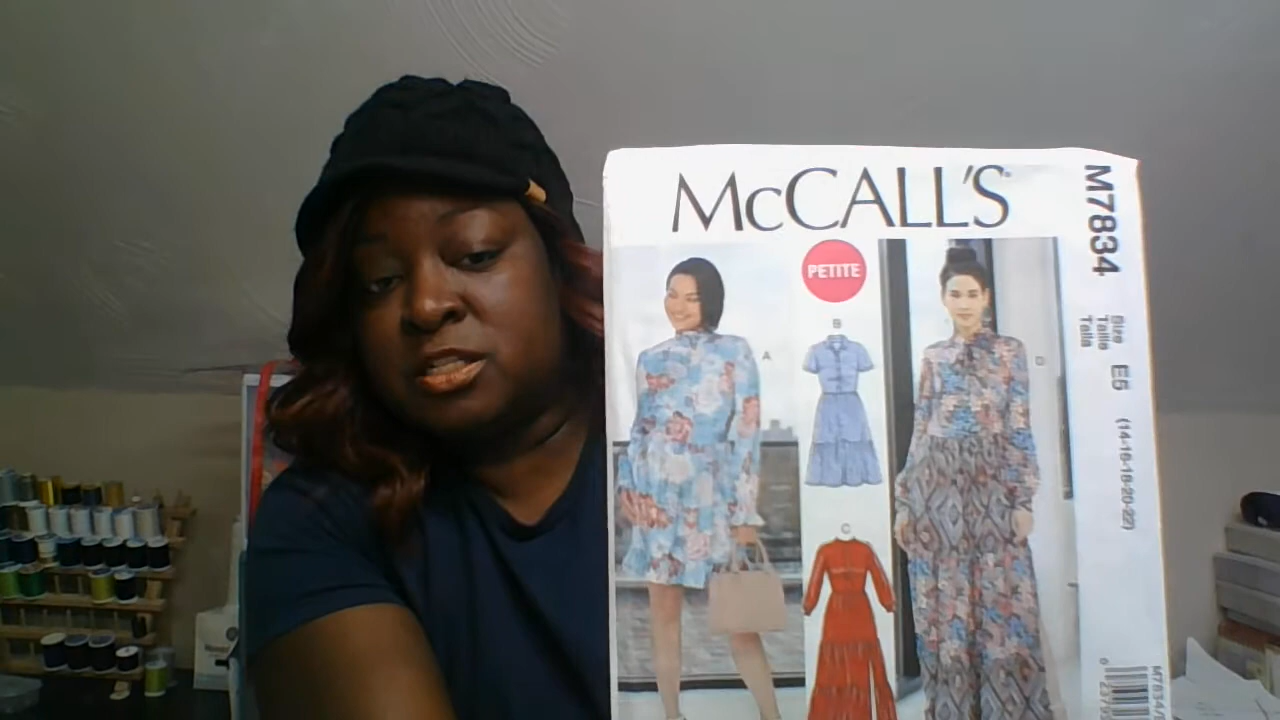 McCALL'S
PETITE
A
B
C
D
M7834
Size
Taille
Talla
E5
(14-16-18-20-22)